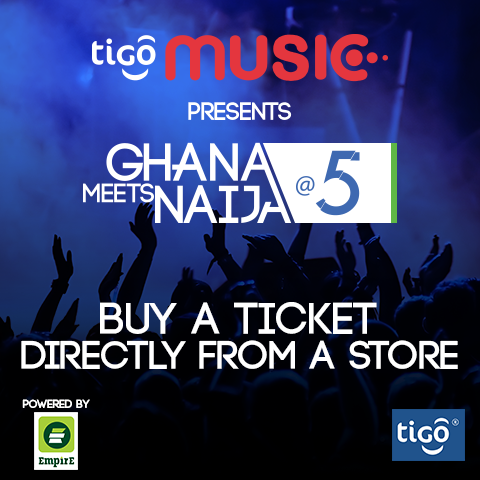 tigo MUSIC
PRESENTS
GHANA
MEETS NAIJA @ 5
BUY A TICKET
DIRECTLY FROM A STORE
POWERED BY
EmpirE
tigo®